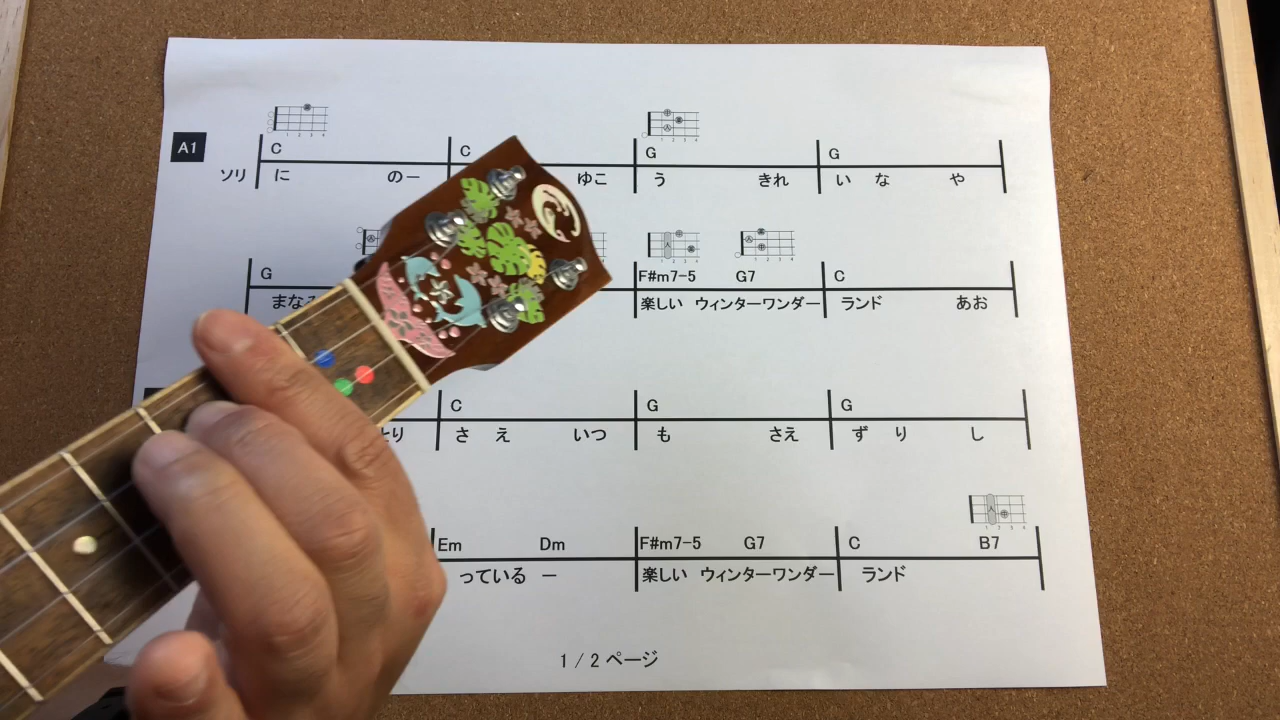 A1
C C G G
ソリ に のー ゆこ う きれ い な や
G F#m7-5 G7 C
まな 楽しい ウィンターワンダー ランド あお
C G G
とり さ え いつ も さえ ず り し
Em Dm F#m7-5 G7 C B7
っている ー 楽しい ウィンターワンダー ランド
1 / 2 ページ